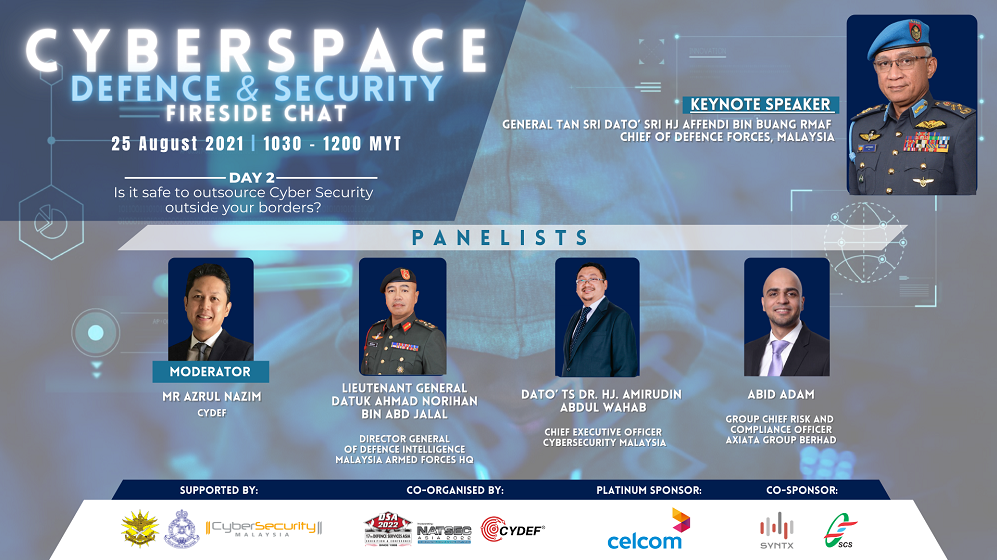 CYBERSPACE
DEFENCE & SECURITY
FIRESIDE CHAT
25 August 2021 | 1030 - 1200 MYT
DAY 2
Is it safe to outsource Cyber Security
outside your borders?
KEYNOTE SPEAKER
GENERAL TAN SRI DATO' SRI HJ AFFENDI BIN BUANG RMAF
CHIEF OF DEFENCE FORCES, MALAYSIA
PANELISTS
MODERATOR
MR AZRUL NAZIM
CYDEF
LIEUTENANT GENERAL
DATUK AHMAD NORIHAN
BIN ABD JALAL
DIRECTOR GENERAL
OF DEFENCE INTELLIGENCE
MALAYSIA ARMED FORCES HQ
DATO' TS DR. HJ. AMIRUDIN
ABDUL WAHAB
CHIEF EXECUTIVE OFFICER
CYBERSECURITY MALAYSIA
ABID ADAM
GROUP CHIEF RISK AND
COMPLIANCE OFFICER
AXIATA GROUP BERHAD
SUPPORTED BY:
CyberSecurity
MALAYSIA
CO-ORGANISED BY:
DSA
2022
17th DEFENCE SERVICES ASIA
NATSEC
ASIA 2022
CYDEF
PLATINUM SPONSOR:
celcom
CO-SPONSOR:
SYNTX
SCS